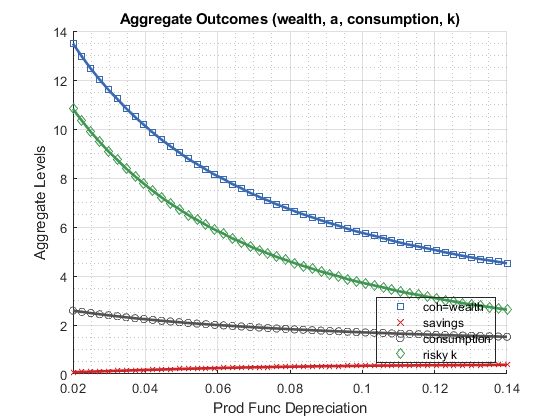 Aggregate Outcomes (wealth, a, consumption, k)
14
12
10
8
6
4
2
0
Aggregate Levels
coh=wealth
savings
consumption
risky k
0.02
0.04
0.06
0.08
0.1
0.12
0.14
Prod Func Depreciation